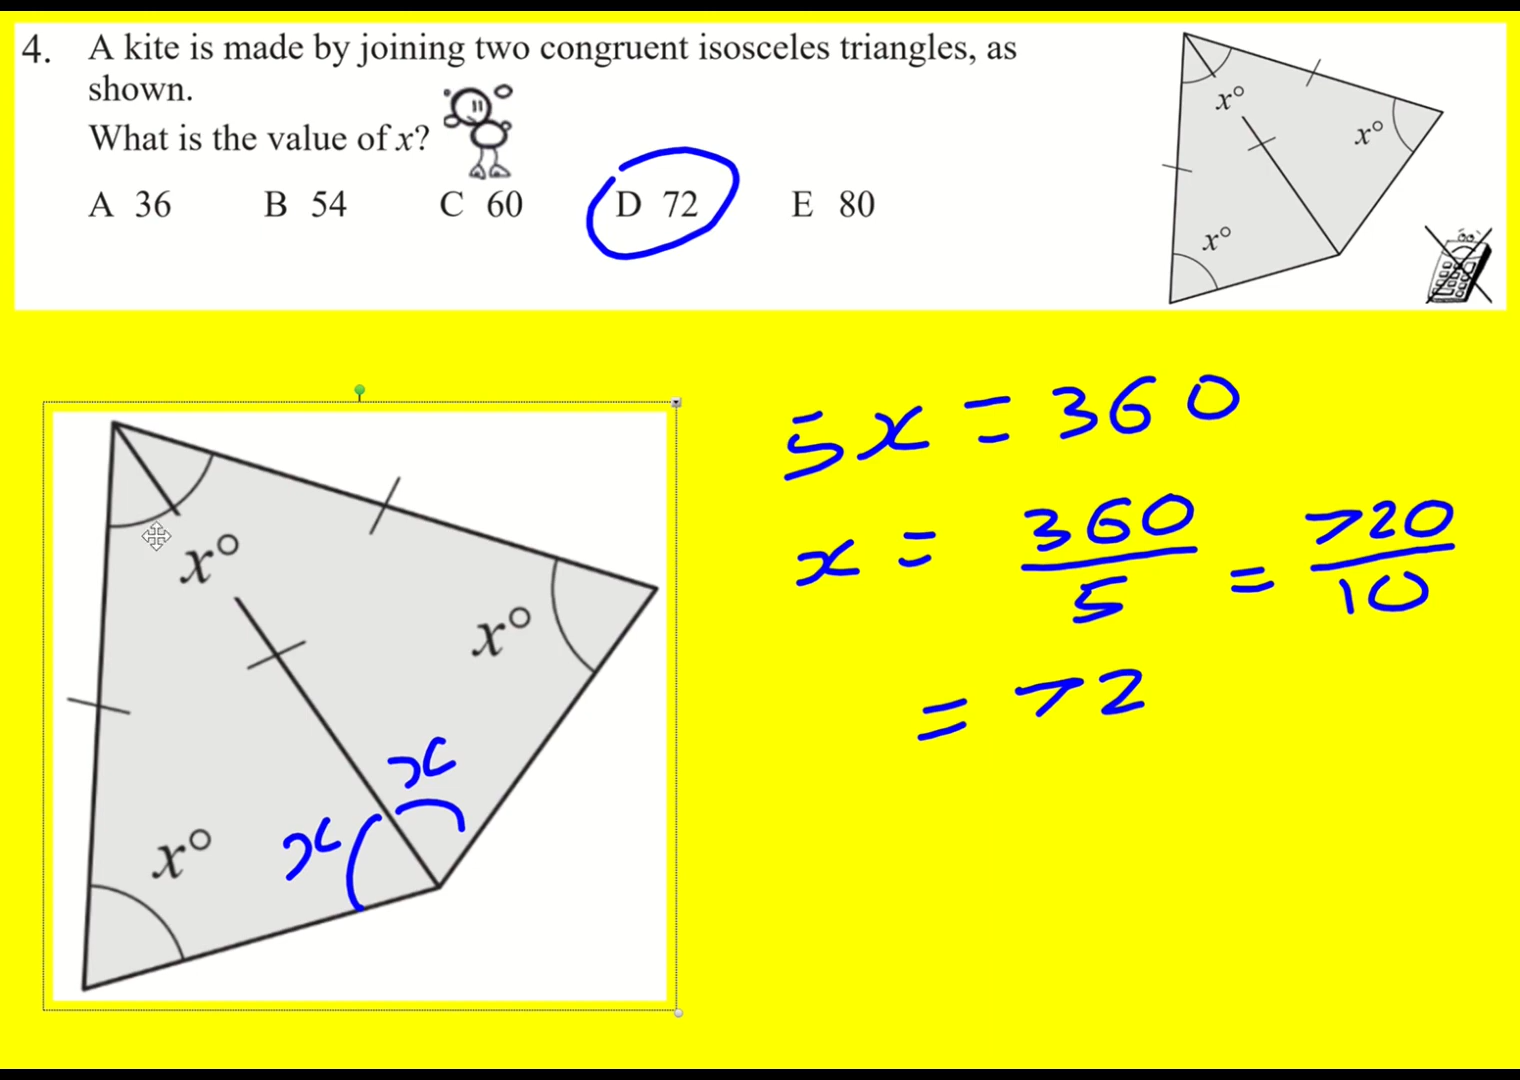 4. A kite is made by joining two congruent isosceles triangles, as
shown.
What is the value of x?
A 36 B 54 C 60 D 72 E 80
x°
x°
x°
x°
x°
x°
x
x
5x = 360
x = 360/5 = 720/10
= 72